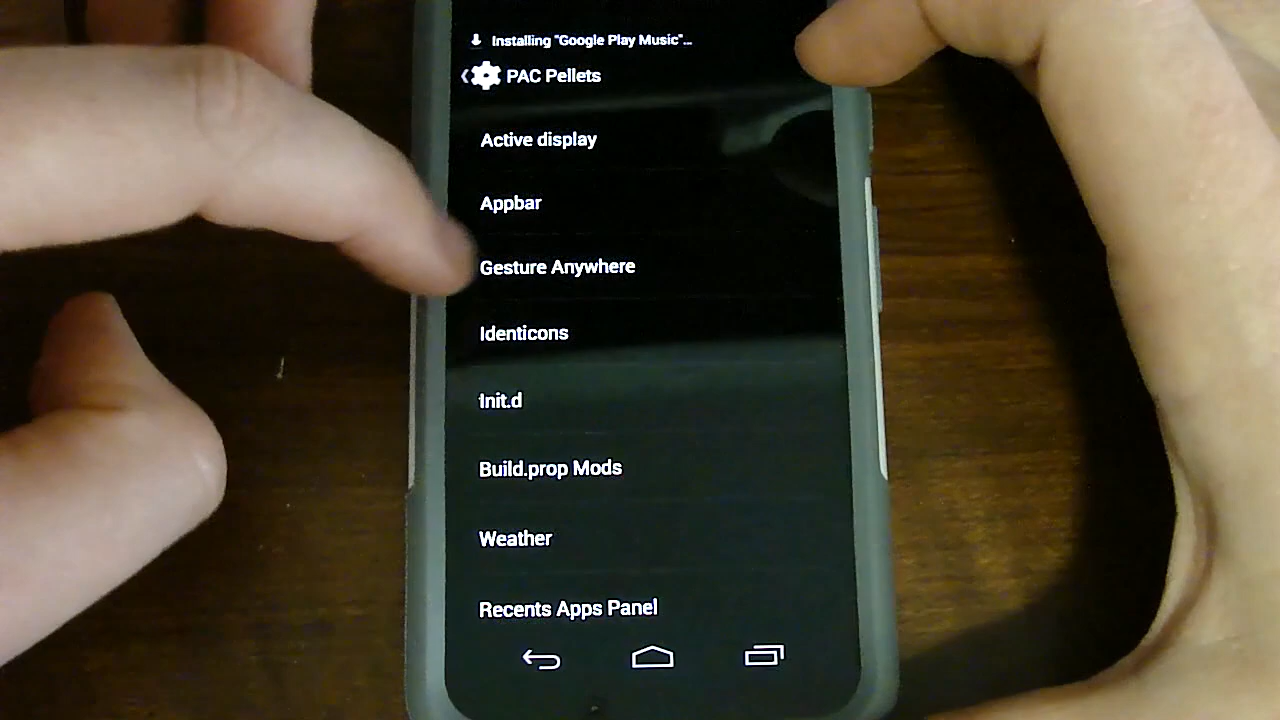 Installing "Google Play Music"...
PAC Pellets
Active display
Appbar
Gesture Anywhere
Identicons
Init.d
Build.prop Mods
Weather
Recents Apps Panel